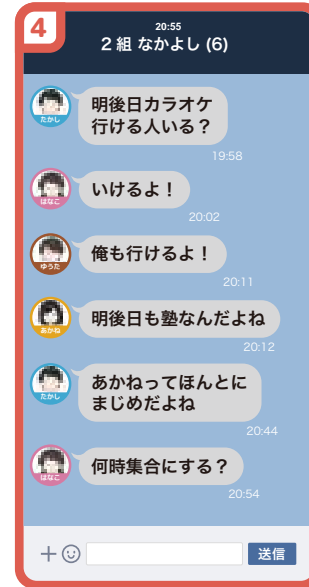 4
20:55
2組 なかよし (6)
明後日カラオケ
行ける人いる？
たかし
19:58
いけるよ！
はなこ
20:02
俺も行けるよ！
ゆうた
20:11
明後日も塾なんだよね
あかね
20:12
あかねってほんとに
まじめだよね
たかし
20:44
何時集合にする？
はなこ
20:54
送信